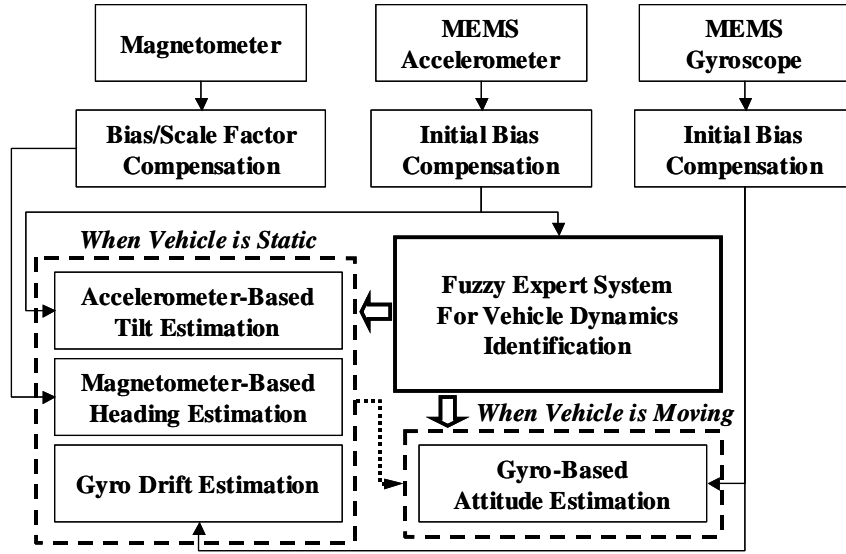 Magnetometer
MEMS
Accelerometer
MEMS
Gyroscope
Bias/Scale Factor
Compensation
Initial Bias
Compensation
Initial Bias
Compensation
When Vehicle is Static
Accelerometer-Based
Tilt Estimation
Fuzzy Expert System
For Vehicle Dynamics
Identification
Magnetometer-Based
Heading Estimation
When Vehicle is Moving
Gyro Drift Estimation
Gyro-Based
Attitude Estimation